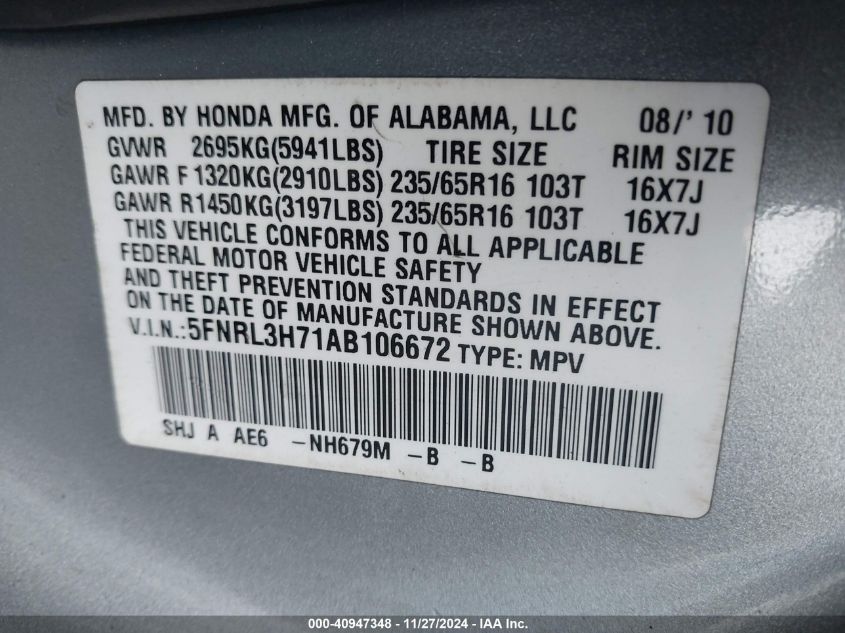 MFD. BY HONDA MFG. OF ALABAMA, LLC 08/' 10
GVWR 2695KG(5941LBS) TIRE SIZE RIM SIZE
GAWR F 1320KG(2910LBS) 235/65R16 103T 16X7J
GAWR R1450KG(3197LBS) 235/65R16 103T 16X7J
THIS VEHICLE CONFORMS TO ALL APPLICABLE
FEDERAL MOTOR VEHICLE SAFETY
AND THEFT PREVENTION STANDARDS IN EFFECT
ON THE DATE OF MANUFACTURE SHOWN ABOVE.
V.I.N.:5FNRL3H71AB106672 TYPE: MPV
SHJ A AE6 -NH679M -B -B
000-40947348 - 11/27/2024 - IAA Inc.